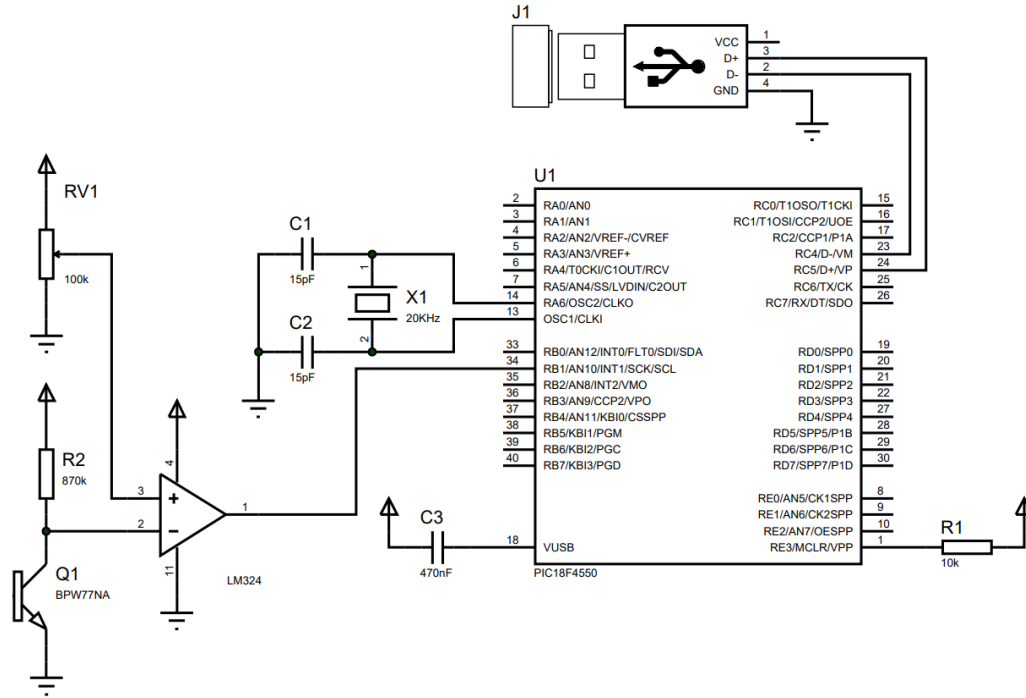 J1
VCC 1
D+ 3
D- 2
GND 4
U1
2 RA0/AN0
3 RA1/AN1
4 RA2/AN2/VREF-/CVREF
5 RA3/AN3/VREF+
6 RA4/T0CKI/C1OUT/RCV
7 RA5/AN4/SS/LVDIN/C2OUT
14 RA6/OSC2/CLKO
13 OSC1/CLKI
33 RB0/AN12/INT0/FLT0/SDI/SDA
34 RB1/AN10/INT1/SCK/SCL
35 RB2/AN8/INT2/VMO
36 RB3/AN9/CCP2/VPO
37 RB4/AN11/KBI0/CSSPP
38 RB5/KBI1/PGM
39 RB6/KBI2/PGC
40 RB7/KBI3/PGD
18 VUSB
RC0/T1OSO/T1CKI 15
RC1/T1OSI/CCP2/UOE 16
RC2/CCP1/P1A 17
RC4/D-/VM 23
RC5/D+/VP 24
RC6/TX/CK 25
RC7/RX/DT/SDO 26
RD0/SPP0 19
RD1/SPP1 20
RD2/SPP2 21
RD3/SPP3 22
RD4/SPP4 27
RD5/SPP5/P1B 28
RD6/SPP6/P1C 29
RD7/SPP7/P1D 30
RE0/AN5/CK1SPP 8
RE1/AN6/CK2SPP 9
RE2/AN7/OESPP 10
RE3/MCLR/VPP 1
PIC18F4550
RV1
100k
C1
15pF
C2
15pF
1
X1
20KHz
2
R2
870k
4
3
+
1
2
−
11
LM324
Q1
BPW77NA
C3
470nF
R1
10k